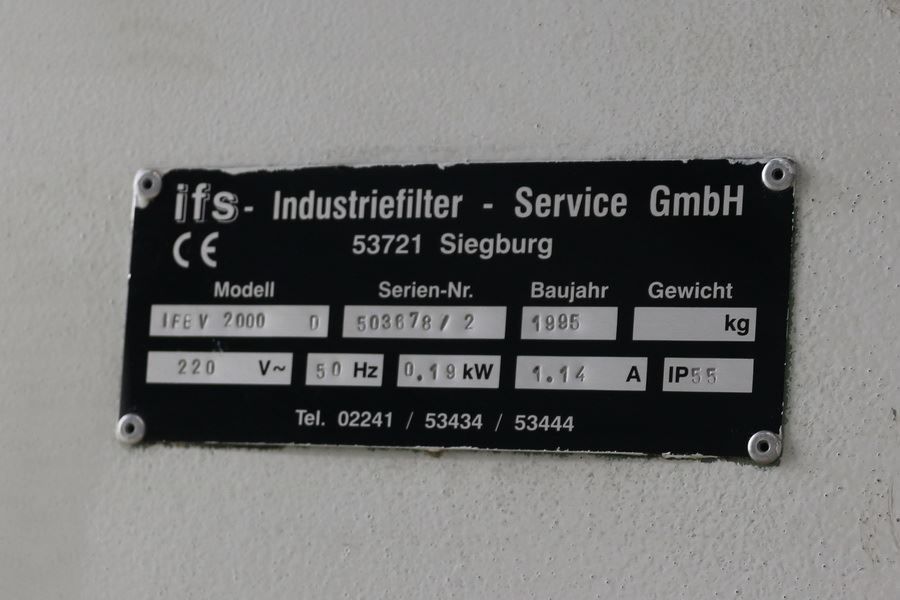 ifs - Industriefilter - Service GmbH
CE 53721 Siegburg
Modell Serien-Nr. Baujahr Gewicht
IFE V 2000 D 503678 / 2 1995 kg
220 V~ 50 Hz 0.19 kW 1.14 A IP55
Tel. 02241 / 53434 / 53444